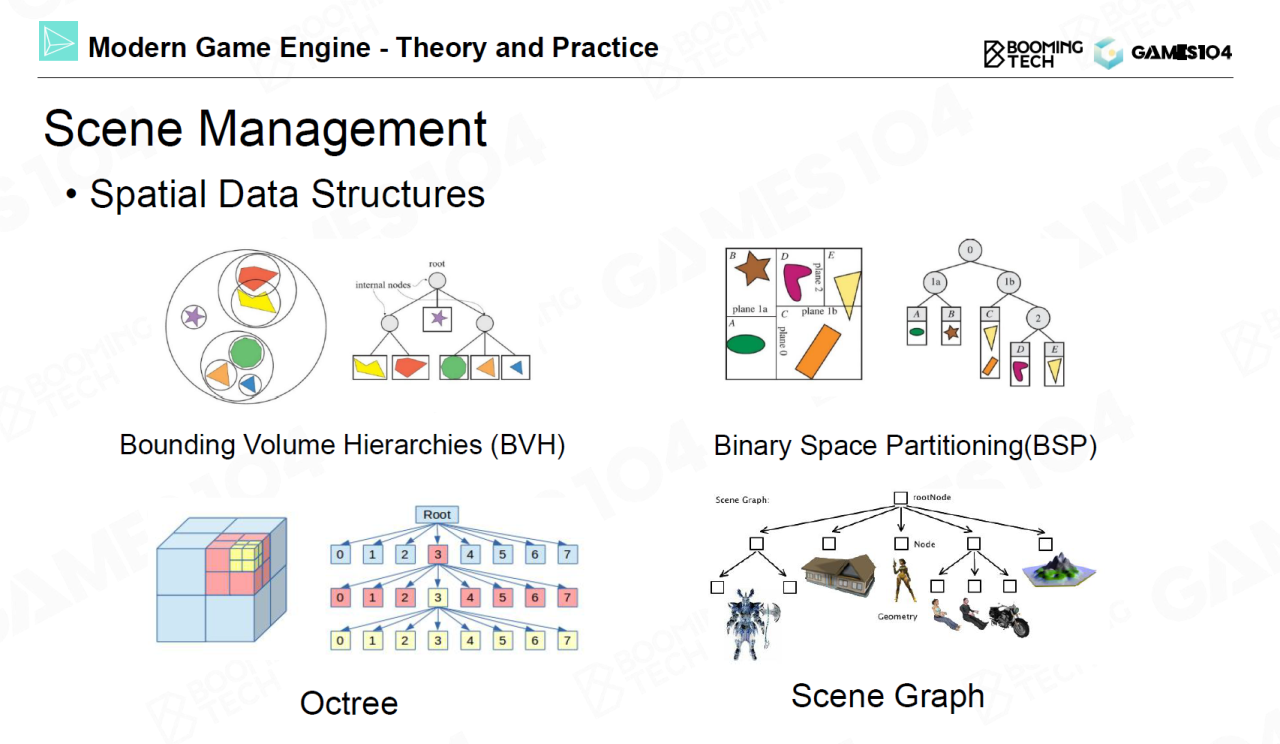 Modern Game Engine - Theory and Practice
BOOMING
TECH
GAMES104
Scene Management
• Spatial Data Structures
root
internal nodes
Bounding Volume Hierarchies (BVH)
B
D
E
plane 2
plane 1a
plane 1b
A
C
plane 0
0
1a
1b
A
B
C
2
D
E
Binary Space Partitioning(BSP)
Root
0 1 2 3 4 5 6 7
0 1 2 3 4 5 6 7
0 1 2 3 4 5 6 7
Octree
Scene Graph:
rootNode
Node
Geometry
Scene Graph